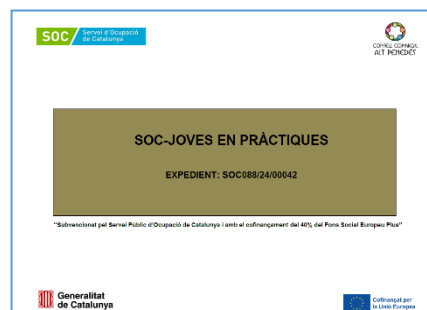 SOC
Servei d'Ocupació
de Catalunya
CONSELL COMARCAL
ALT PENEDÈS
SOC-JOVES EN PRÀCTIQUES
EXPEDIENT: SOC088/24/00042
"Subvencionat pel Servei Públic d'Ocupació de Catalunya i amb el cofinançament del 40% del Fons Social Europeu Plus"
Generalitat
de Catalunya
Cofinançat per
la Unió Europea